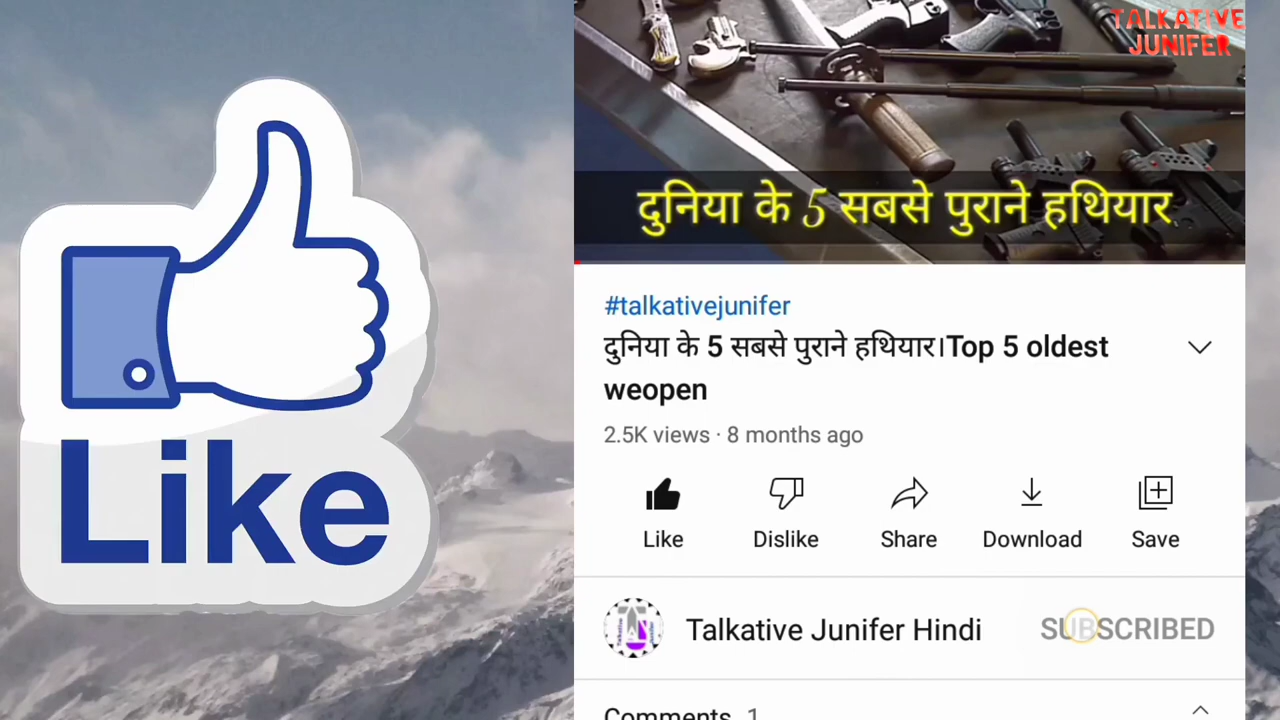 TALKATIVE
JUNIFER
दुनिया के 5 सबसे पुराने हथियार
#talkativejunifer
दुनिया के 5 सबसे पुराने हथियार।Top 5 oldest
weopen
2.5K views · 8 months ago
Like
Dislike
Share
Download
Save
Talkative Junifer Hindi
SUBSCRIBED
Comments 1
Like